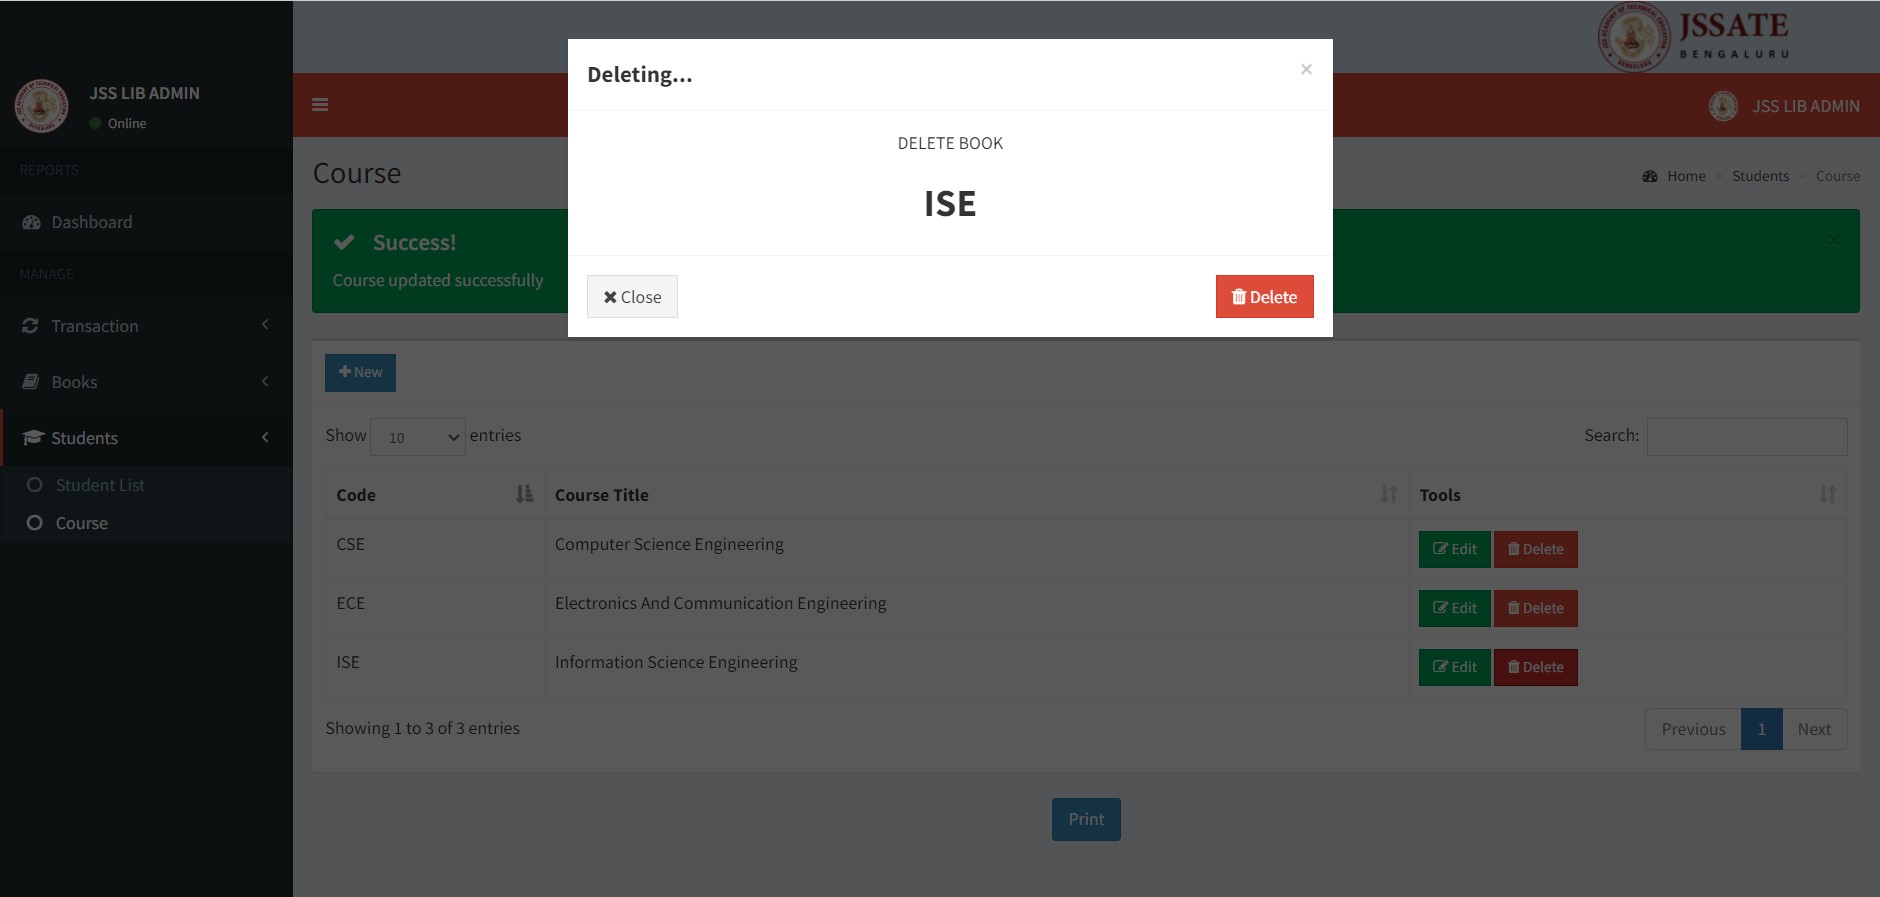 JSSATE
BENGALURU
JSS LIB ADMIN
Online
JSS LIB ADMIN
REPORTS
Dashboard
MANAGE
Transaction
Books
Students
Student List
Course
Course
Home > Students > Course
Success!
Course updated successfully
×
Deleting...
×
DELETE BOOK
ISE
Close
Delete
New
Show 10 entries
Search:
Code Course Title Tools
CSE Computer Science Engineering Edit Delete
ECE Electronics And Communication Engineering Edit Delete
ISE Information Science Engineering Edit Delete
Showing 1 to 3 of 3 entries
Previous 1 Next
Print